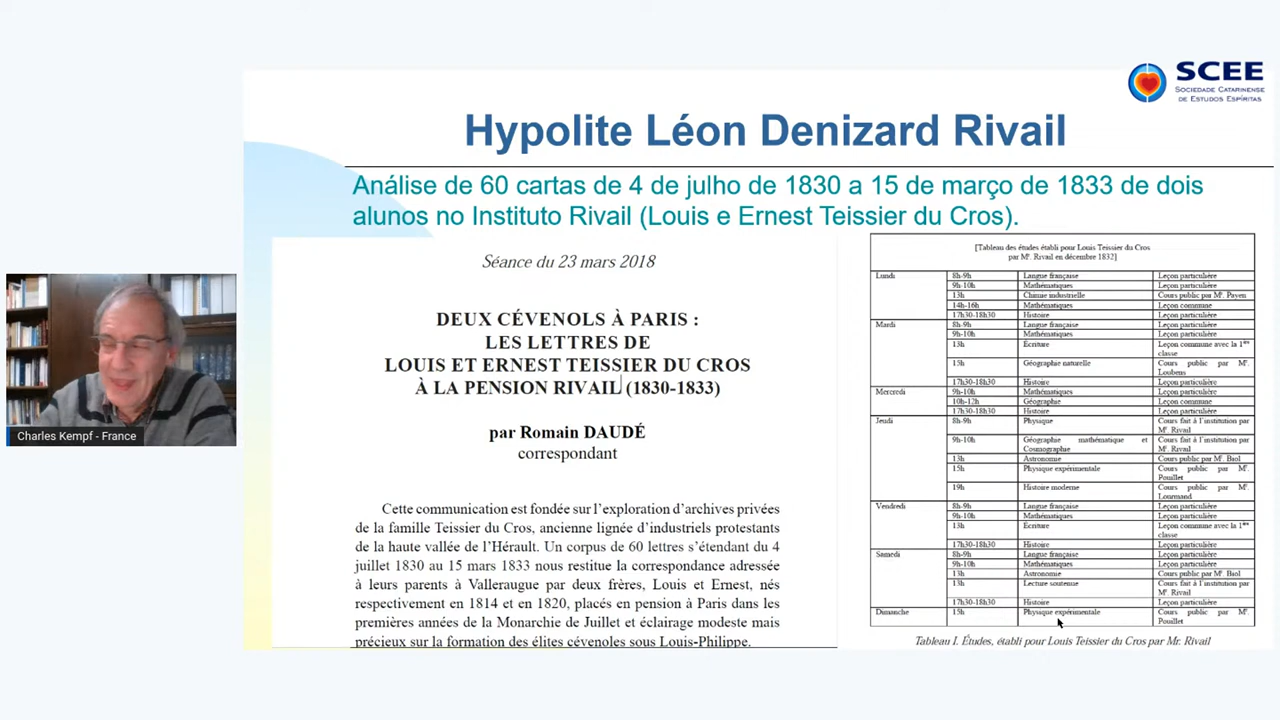 SCEE
SOCIEDADE CATARINENSE
DE ESTUDOS ESPÍRITAS
Hypolite Léon Denizard Rivail
Análise de 60 cartas de 4 de julho de 1830 a 15 de março de 1833 de dois
alunos no Instituto Rivail (Louis e Ernest Teissier du Cros).
Séance du 23 mars 2018
DEUX CÉVENOLS À PARIS :
LES LETTRES DE
LOUIS ET ERNEST TEISSIER DU CROS
À LA PENSION RIVAIL (1830-1833)
par Romain DAUDÉ
correspondant
Cette communication est fondée sur l'exploration d'archives privées
de la famille Teissier du Cros, ancienne lignée d'industriels protestants
de la haute vallée de l'Hérault. Un corpus de 60 lettres s'étendant du 4
juillet 1830 au 15 mars 1833 nous restitue la correspondance adressée
à leurs parents à Valleraugue par deux frères, Louis et Ernest, nés
respectivement en 1814 et en 1820, placés en pension à Paris dans les
premières années de la Monarchie de Juillet et éclairage modeste mais
précieux sur la formation des élites cévenoles sous Louis-Philippe.
[Tableau des études établi pour Louis Teissier du Cros
par Mr. Rivail en décembre 1832]
Lundi 8h-9h Langue française Leçon particulière
9h-10h Mathématiques Leçon particulière
13h Chimie industrielle Cours public par Mr. Payen
14h-16h Mathématiques Leçon commune
17h30-18h30 Histoire Leçon particulière
Mardi 8h-9h Langue française Leçon particulière
9h-10h Mathématiques Leçon particulière
13h Écriture Leçon commune avec la 1ère
classe
15h Géographie naturelle Cours public par Mr.
Loubens
17h30-18h30 Histoire Leçon particulière
Mercredi 9h-10h Mathématiques Leçon particulière
10h-12h Géographie Leçon commune
17h30-18h30 Histoire Leçon particulière
Jeudi 8h-9h Physique Cours fait à l'institution par
Mr. Rivail
9h-10h Géographie mathématique et Cours fait à l'institution par
Cosmographie Mr. Rivail
13h Astronomie Cours public par Mr. Biol
15h Physique expérimentale Cours public par Mr.
Pouillet
19h Histoire moderne Cours public par Mr.
Lourmand
Vendredi 8h-9h Langue française Leçon particulière
9h-10h Mathématiques Leçon particulière
13h Écriture Leçon commune avec la 1ère
classe
17h30-18h30 Histoire Leçon particulière
Samedi 8h-9h Langue française Leçon particulière
9h-10h Mathématiques Leçon particulière
13h Astronomie Cours public par Mr. Biol
13h Lecture soutenue Cours fait à l'institution par
Mr. Rivail
17h30-18h30 Histoire Leçon particulière
Dimanche 15h Physique expérimentale Cours public par Mr.
Pouillet
Tableau I. Études, établi pour Louis Teissier du Cros par Mr. Rivail
Charles Kempf - France